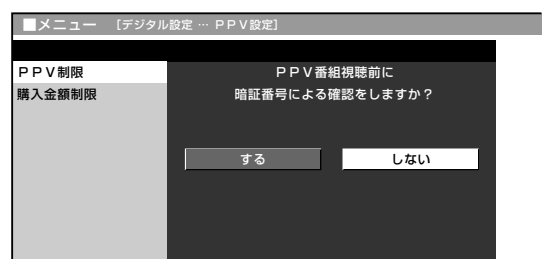 ■メニュー [デジタル設定 … ＰＰＶ設定]
ＰＰＶ制限
購入金額制限
ＰＰＶ番組視聴前に
暗証番号による確認をしますか？
する しない